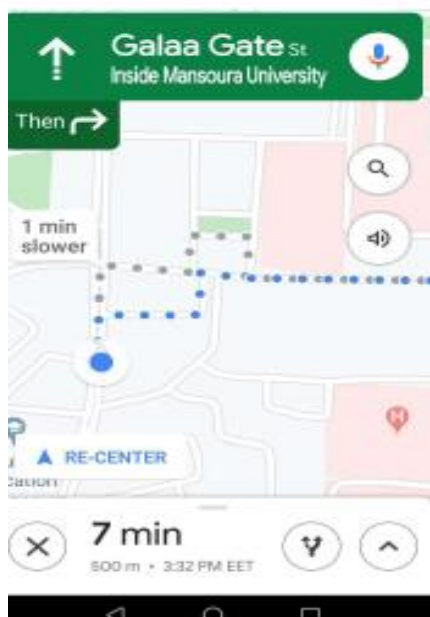 Galaa Gate St
Inside Mansoura University
Then
1 min
slower
H
RE-CENTER
cation
7 min
600 m • 3:32 PM EET